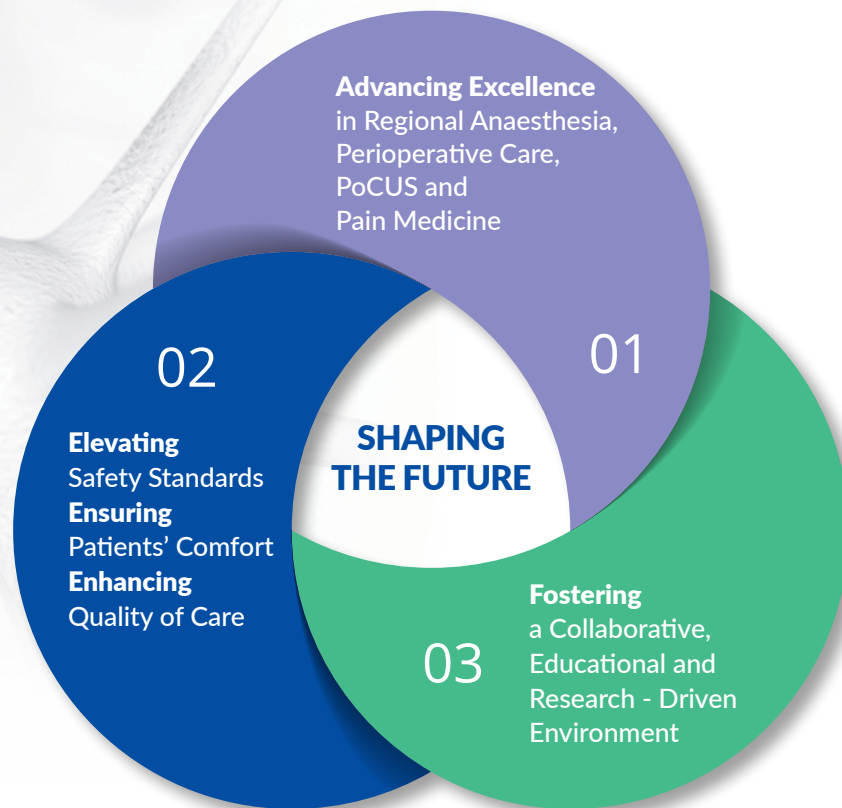 Advancing Excellence
in Regional Anaesthesia,
Perioperative Care,
PoCUS and
Pain Medicine
01
02
Elevating
Safety Standards
Ensuring
Patients’ Comfort
Enhancing
Quality of Care
SHAPING
THE FUTURE
03
Fostering
a Collaborative,
Educational and
Research - Driven
Environment